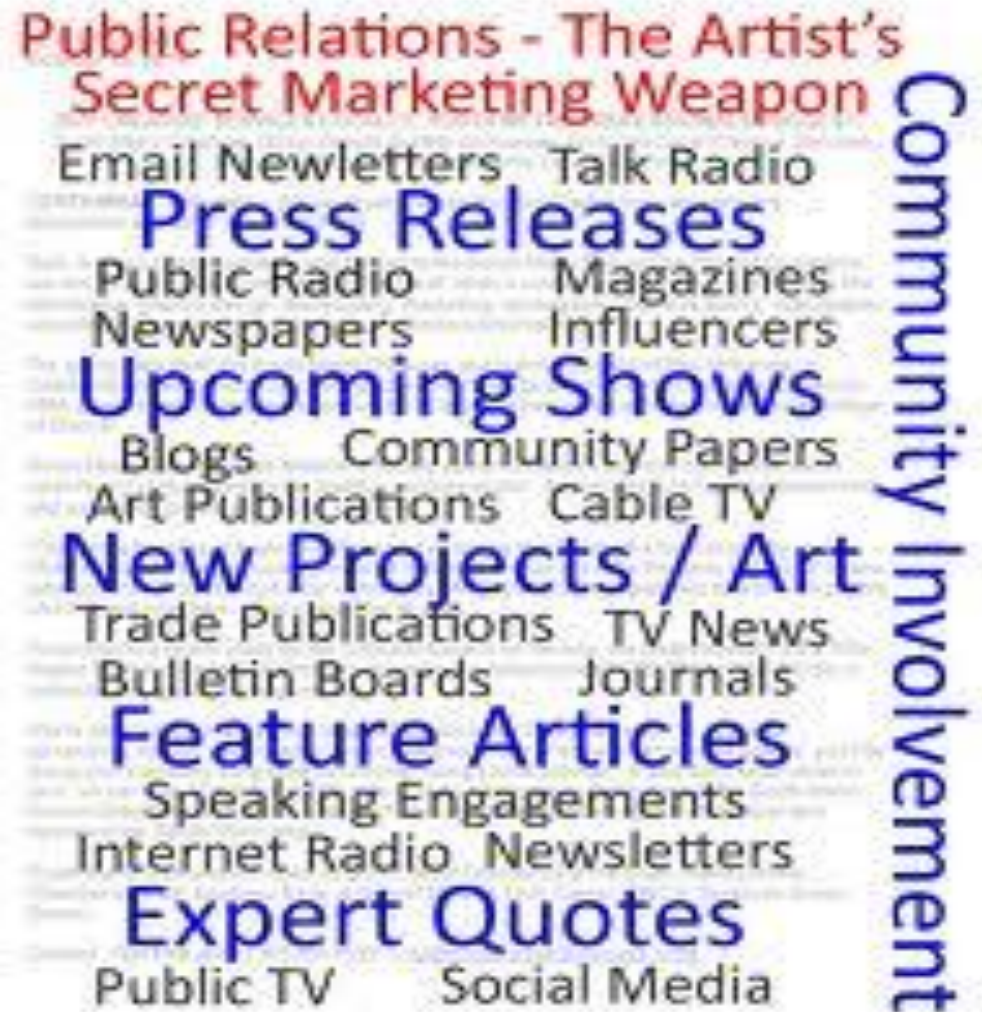 Public Relations - The Artist's
Secret Marketing Weapon
Email Newletters Talk Radio
Press Releases
Public Radio Magazines
Newspapers Influencers
Upcoming Shows
Blogs Community Papers
Art Publications Cable TV
New Projects / Art
Trade Publications TV News
Bulletin Boards Journals
Feature Articles
Speaking Engagements
Internet Radio Newsletters
Expert Quotes
Public TV Social Media
Community Involvement